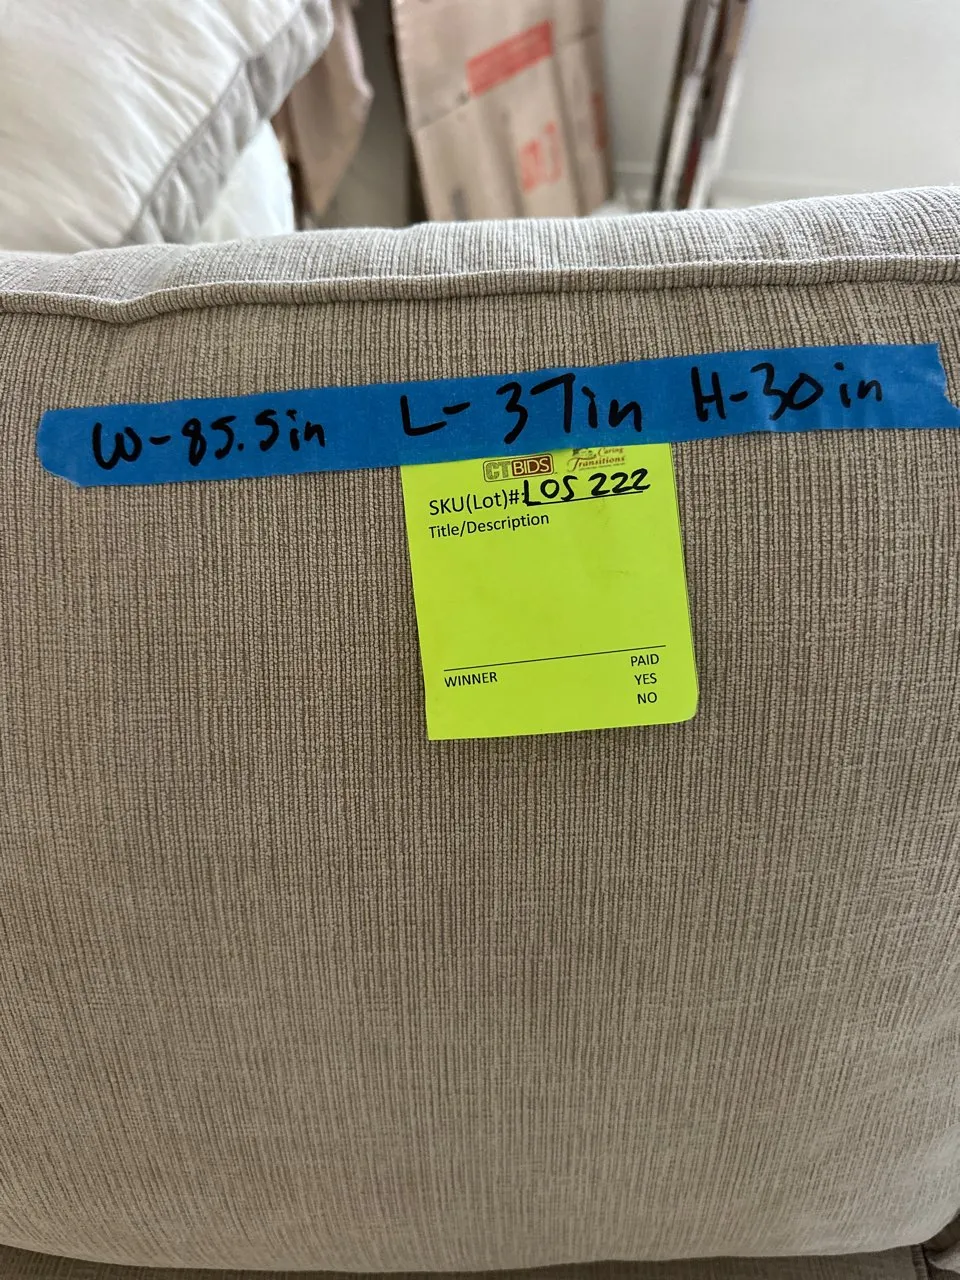 W-85.5in L-37in H-30in
CTBIDS Caring Transitions
SKU(Lot)#: LOS 222
Title/Description
WINNER
PAID
YES
NO